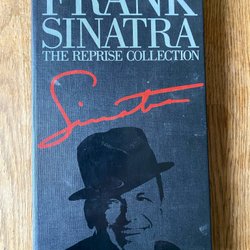 FRANK
SINATRA
THE REPRISE COLLECTION
Sinatra